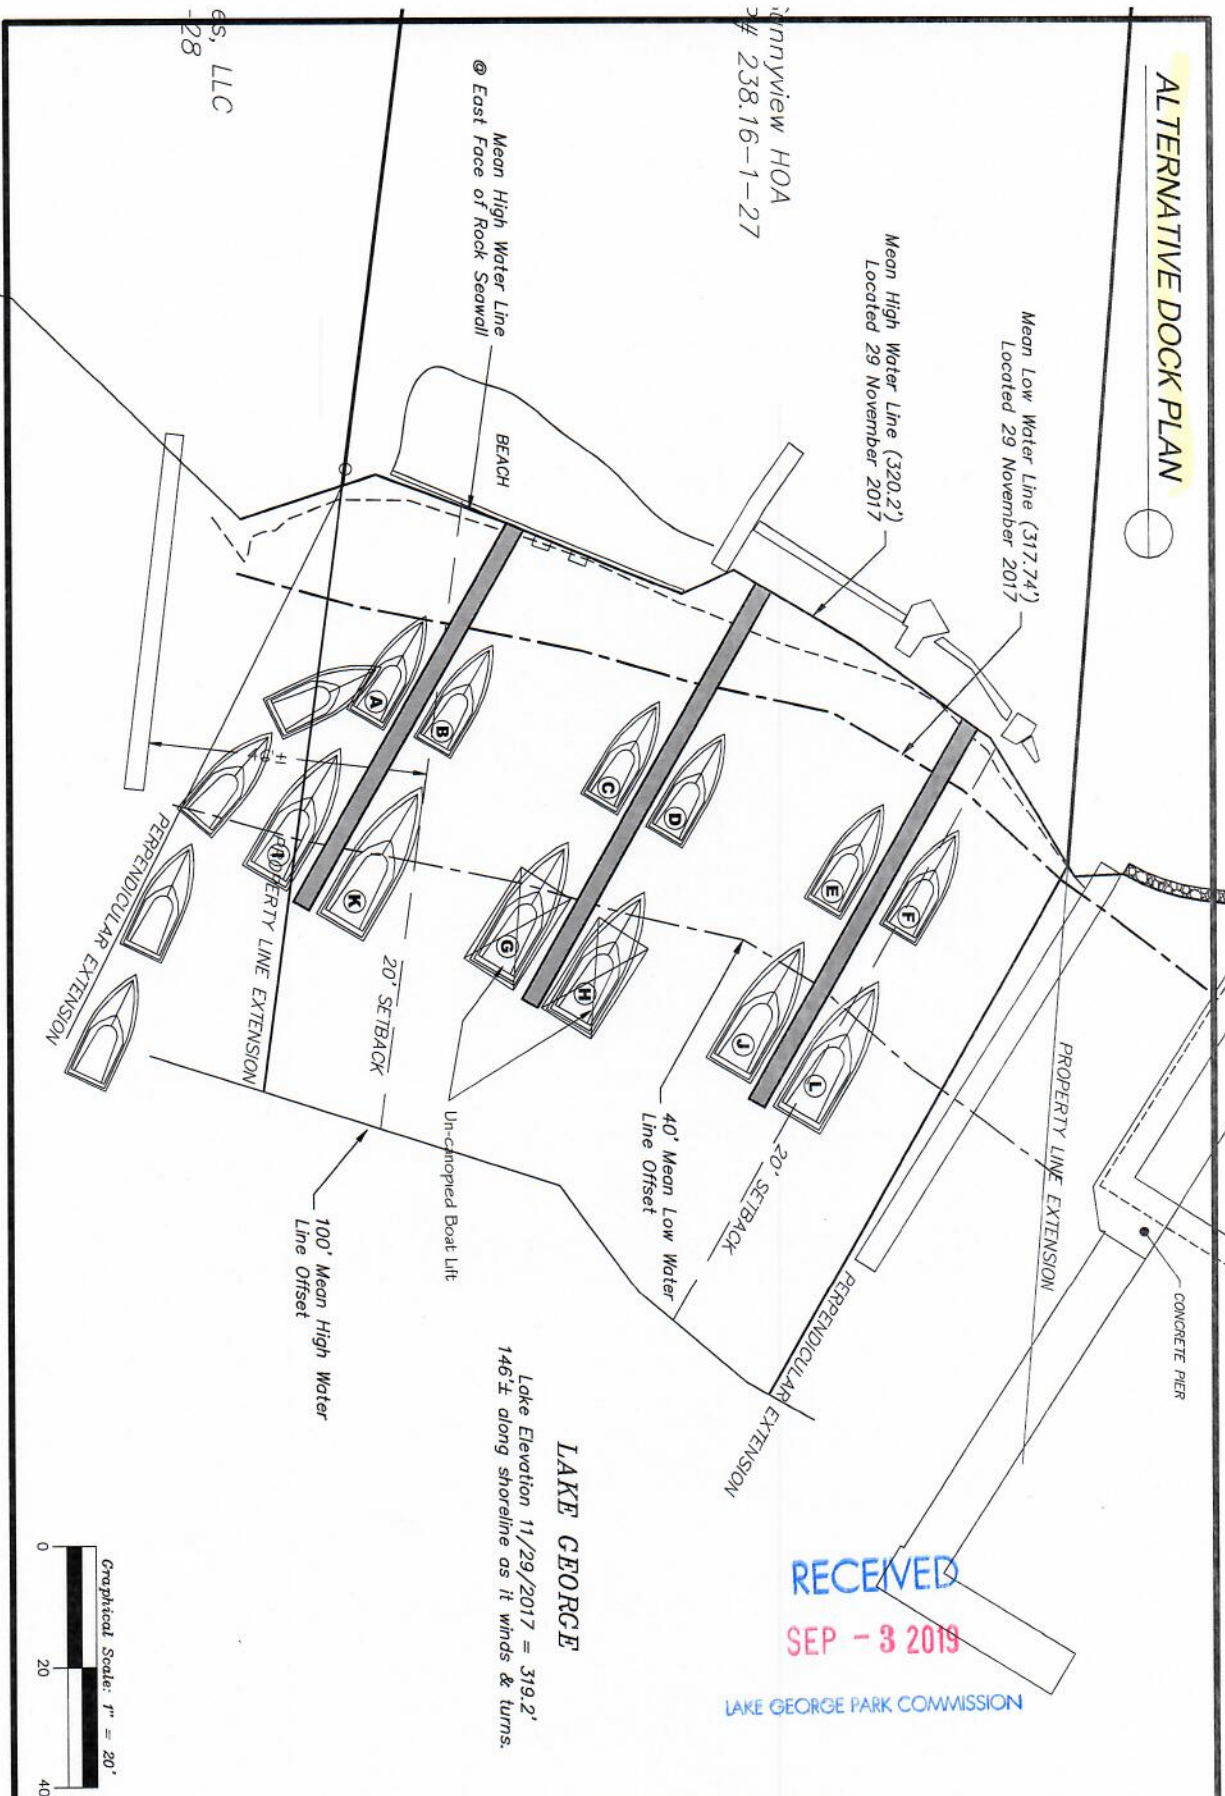 ALTERNATIVE DOCK PLAN
Mean Low Water Line (317.74')
Located 29 November 2017
Mean High Water Line (320.2')
Located 29 November 2017
unnyview HOA
# 238.16-1-27
Mean High Water Line
@ East Face of Rock Seawall
es, LLC
-28
BEACH
A
B
C
D
E
F
G
H
J
K
L
PROPERTY LINE EXTENSION
CONCRETE PIER
PERPENDICULAR EXTENSION
20' SETBACK
40' Mean Low Water
Line Offset
Un-canopied Boat Lift
20' SETBACK
PROPERTY LINE EXTENSION
PERPENDICULAR EXTENSION
100' Mean High Water
Line Offset
LAKE GEORGE
Lake Elevation 11/29/2017 = 319.2'
146'± along shoreline as it winds & turns.
RECEIVED
SEP - 3 2019
LAKE GEORGE PARK COMMISSION
Graphical Scale: 1" = 20'
0 20 40